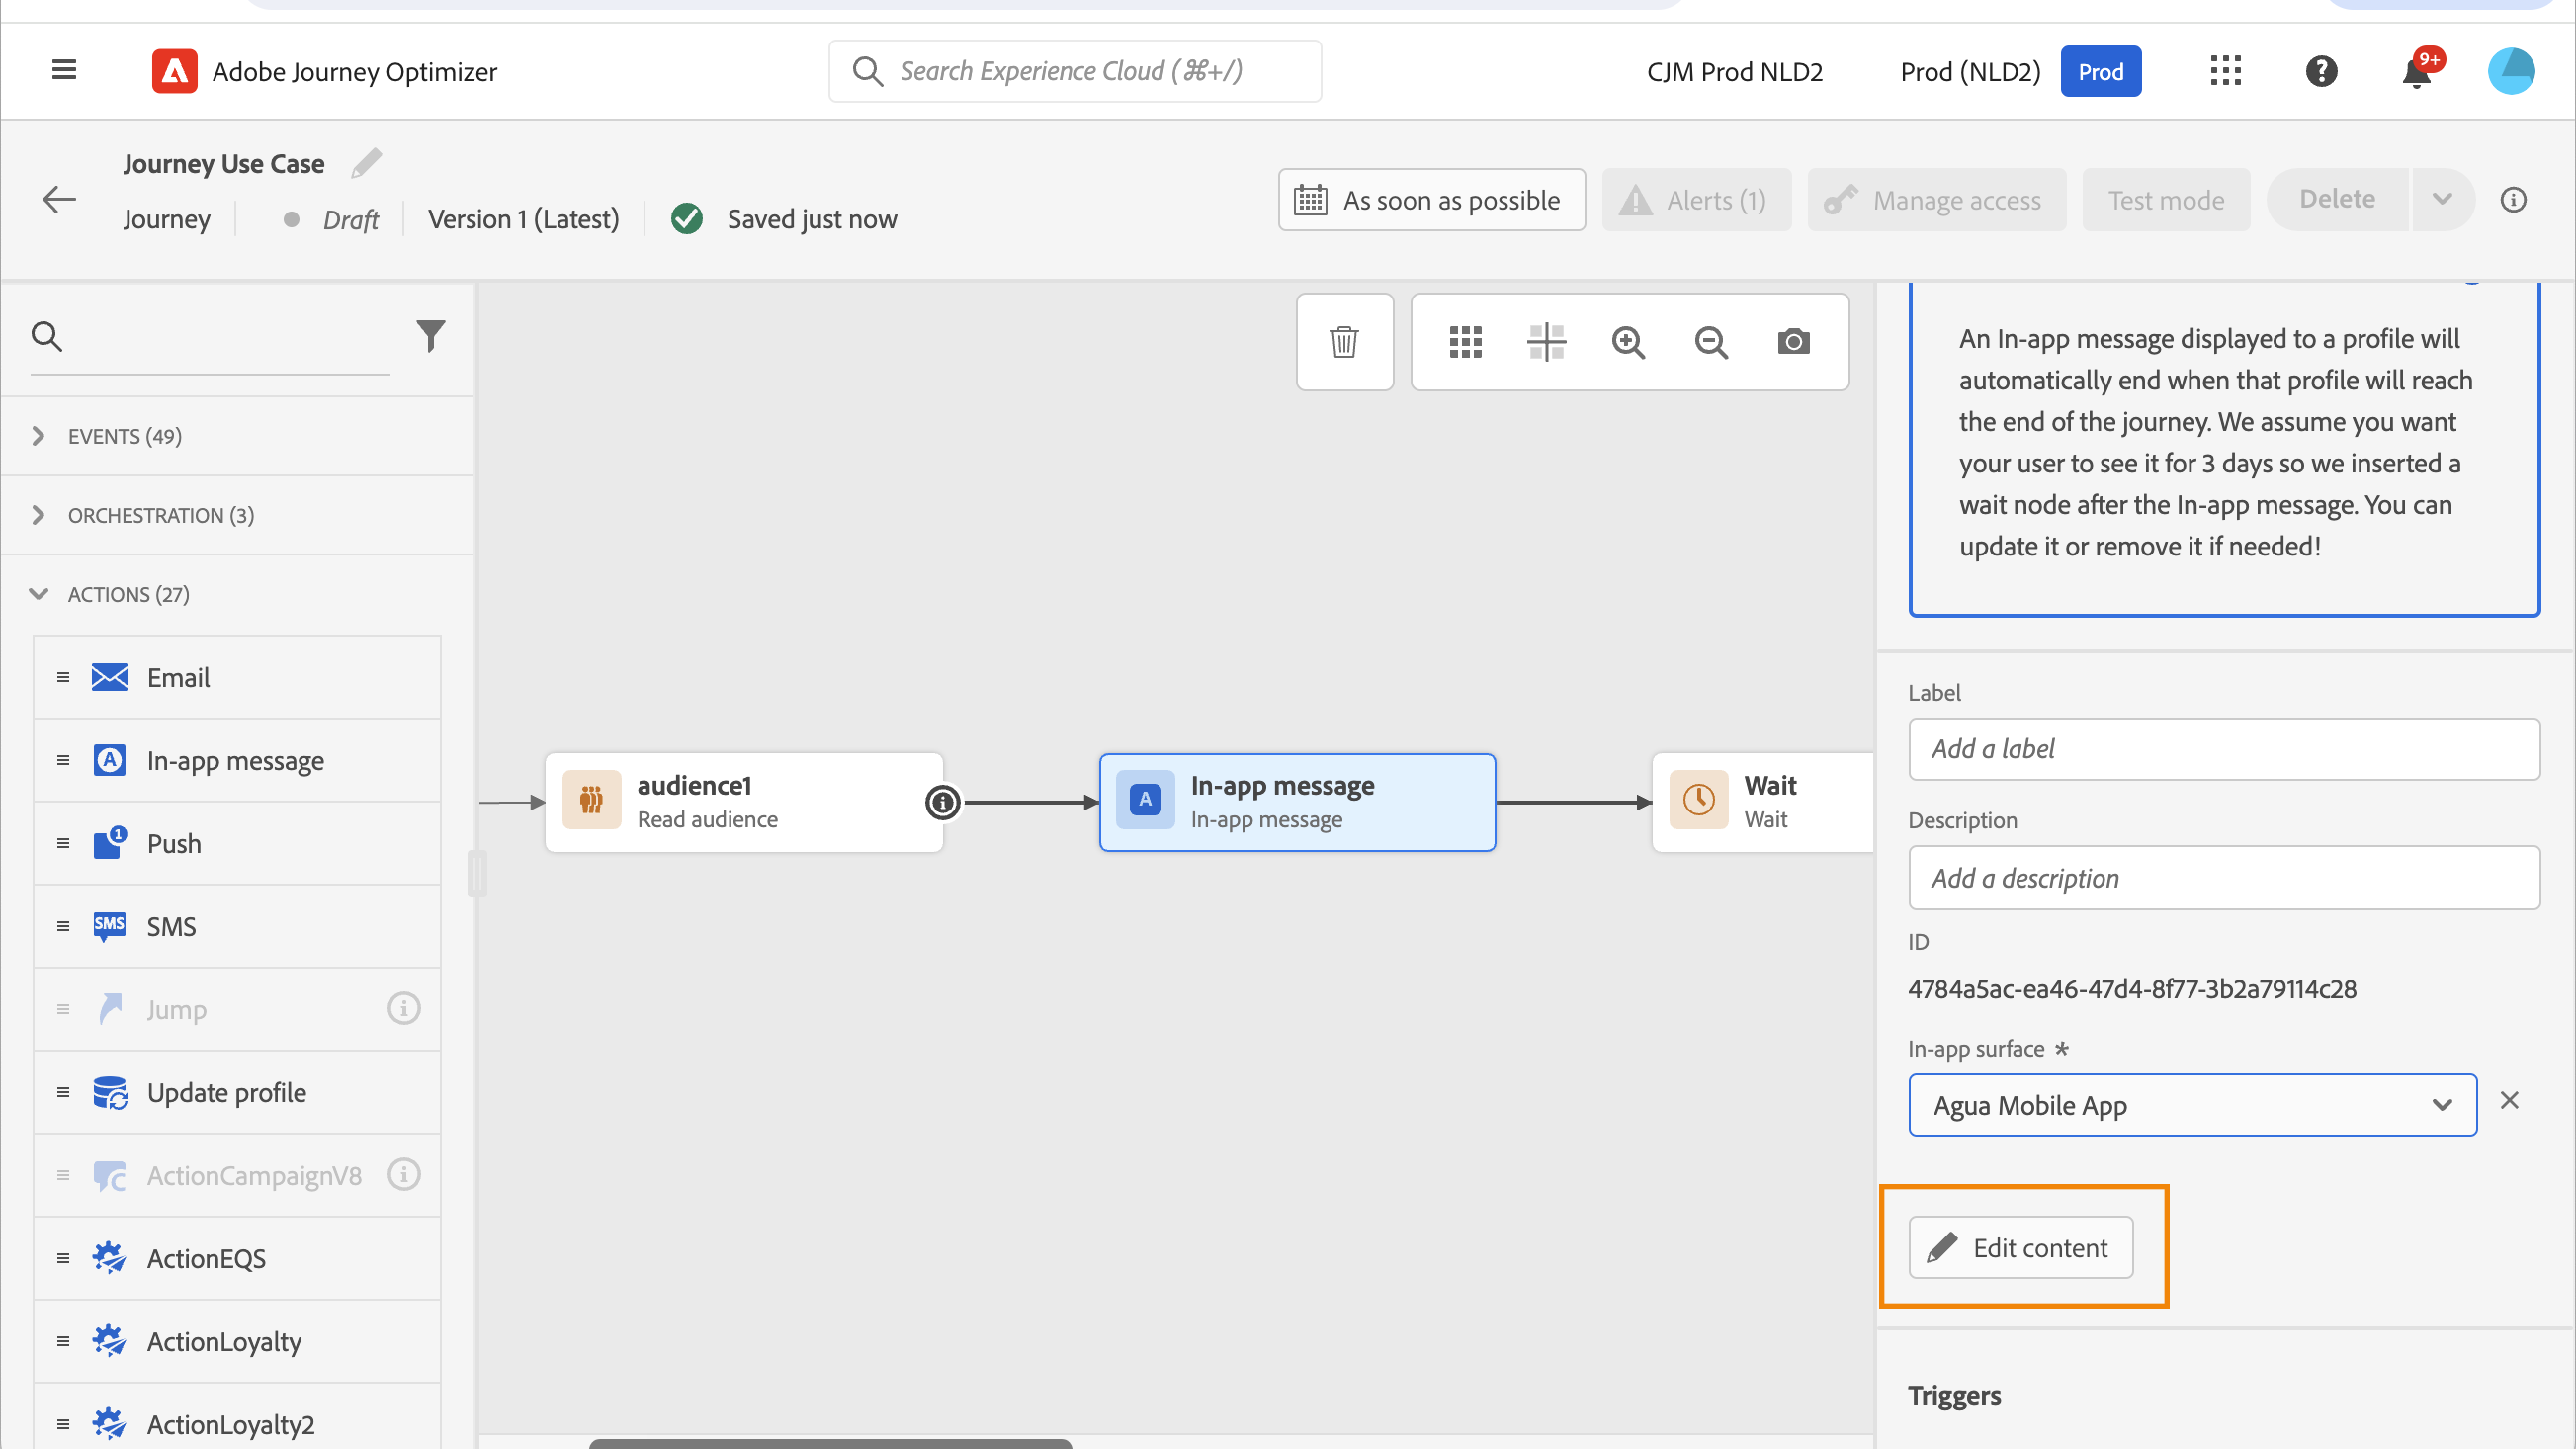 Adobe Journey Optimizer
Search Experience Cloud (⌘+/)
CJM Prod NLD2
Prod (NLD2)
Prod
9+
Journey Use Case
Journey
Draft
Version 1 (Latest)
Saved just now
As soon as possible
Alerts (1)
Manage access
Test mode
Delete
EVENTS (49)
ORCHESTRATION (3)
ACTIONS (27)
Email
In-app message
Push
SMS
SMS
Jump
Update profile
ActionCampaignV8
ActionEQS
ActionLoyalty
ActionLoyalty2
audience1
Read audience
In-app message
In-app message
Wait
Wait
An In-app message displayed to a profile will
automatically end when that profile will reach
the end of the journey. We assume you want
your user to see it for 3 days so we inserted a
wait node after the In-app message. You can
update it or remove it if needed!
Label
Add a label
Description
Add a description
ID
4784a5ac-ea46-47d4-8f77-3b2a79114c28
In-app surface *
Agua Mobile App
Edit content
Triggers